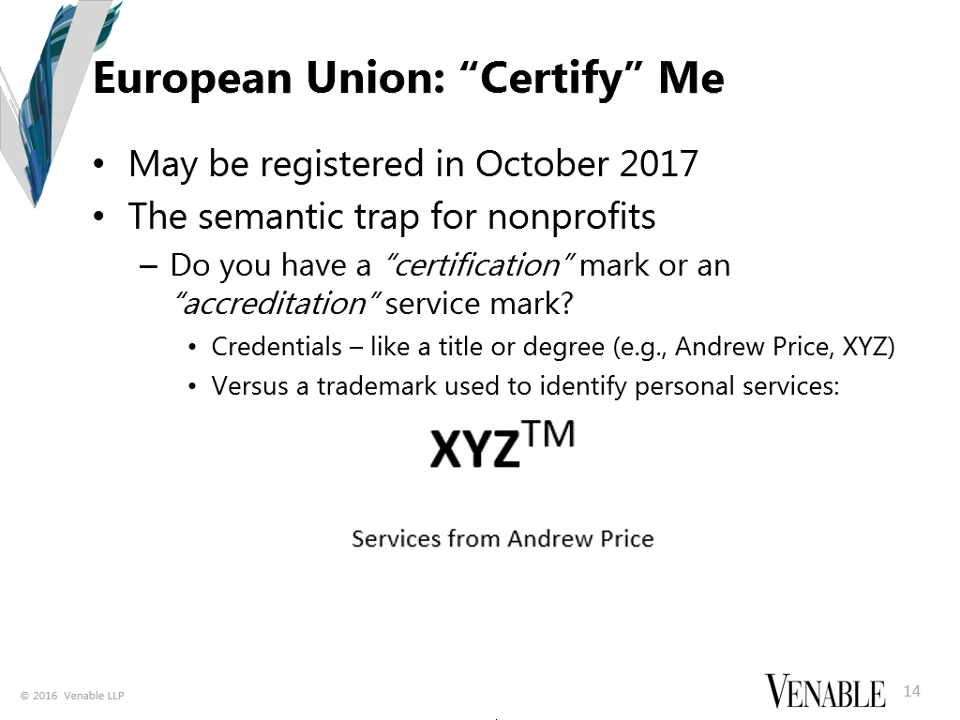 European Union: “Certify” Me
• May be registered in October 2017
• The semantic trap for nonprofits
– Do you have a “certification” mark or an
“accreditation” service mark?
• Credentials – like a title or degree (e.g., Andrew Price, XYZ)
• Versus a trademark used to identify personal services:
XYZ™
Services from Andrew Price
© 2016 Venable LLP
VENABLE LLP
14